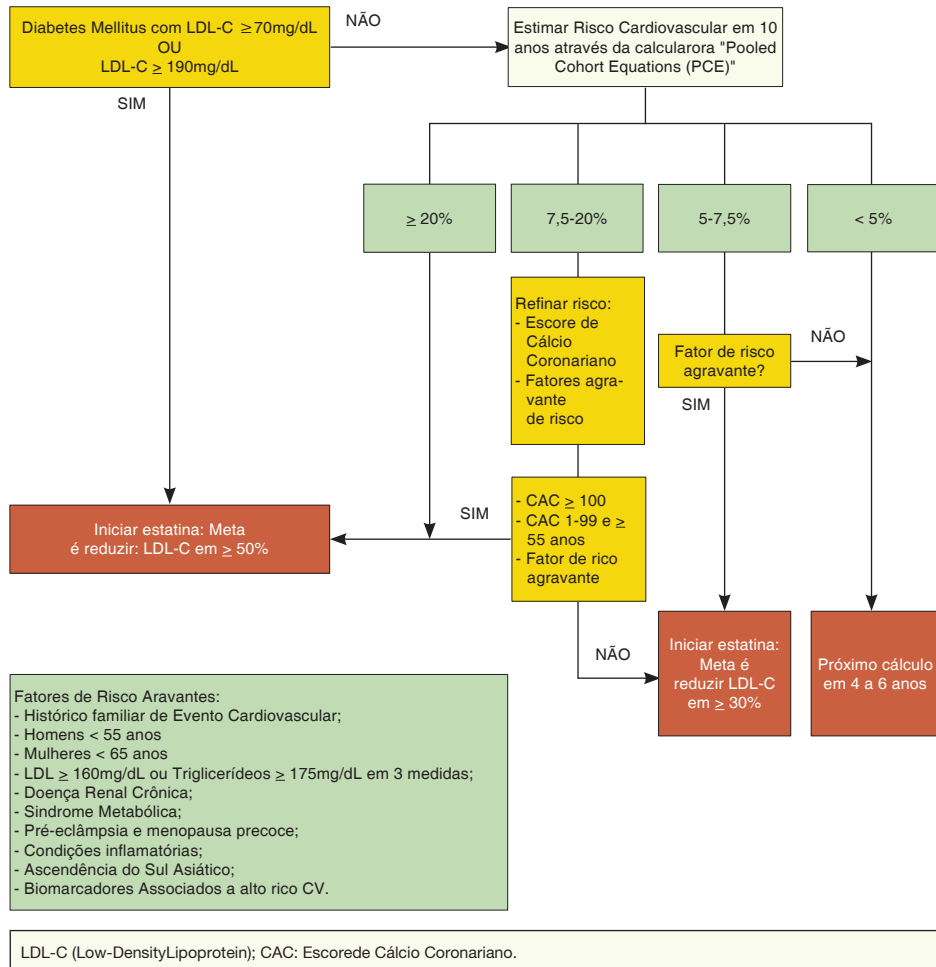 Diabetes Mellitus com LDL-C ≥70mg/dL
OU
LDL-C ≥ 190mg/dL
NÃO
Estimar Risco Cardiovascular em 10
anos através da calcularora "Pooled
Cohort Equations (PCE)"
SIM
≥ 20%
7,5-20%
5-7,5%
< 5%
Refinar risco:
- Escore de
Cálcio
Coronariano
- Fatores agra-
vante
de risco
Fator de risco
agravante?
NÃO
SIM
- CAC ≥ 100
- CAC 1-99 e ≥
55 anos
- Fator de rico
agravante
SIM
Iniciar estatina: Meta
é reduzir: LDL-C em ≥ 50%
NÃO
Iniciar estatina:
Meta é
reduzir LDL-C
em ≥ 30%
Próximo cálculo
em 4 a 6 anos
Fatores de Risco Aravantes:
- Histórico familiar de Evento Cardiovascular;
- Homens < 55 anos
- Mulheres < 65 anos
- LDL ≥ 160mg/dL ou Triglicerídeos ≥ 175mg/dL em 3 medidas;
- Doença Renal Crônica;
- Sindrome Metabólica;
- Pré-eclâmpsia e menopausa precoce;
- Condições inflamatórias;
- Ascendência do Sul Asiático;
- Biomarcadores Associados a alto rico CV.
LDL-C (Low-DensityLipoprotein); CAC: Escorede Cálcio Coronariano.